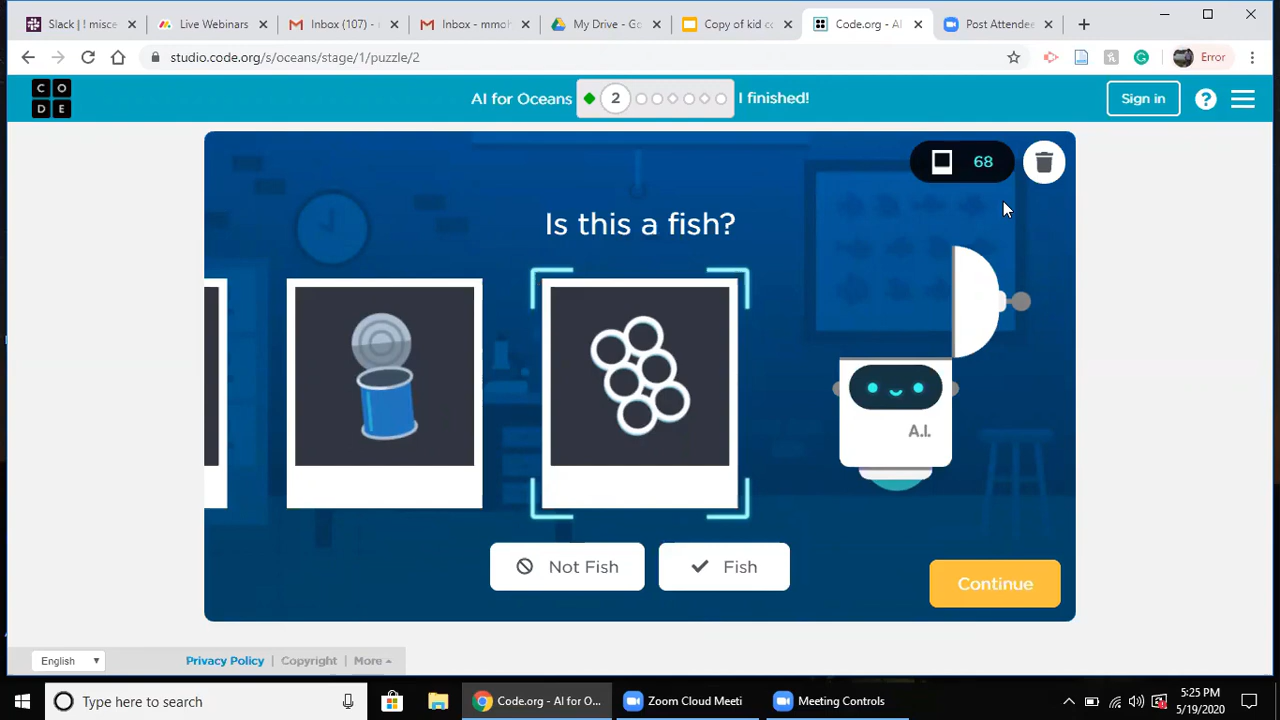 Slack | ! misce
Live Webinars
Inbox (107) -
Inbox - mmoh
My Drive - Go
Copy of kid co
Code.org - AI
Post Attende
studio.code.org/s/oceans/stage/1/puzzle/2
Error
C O
D E
AI for Oceans
2
I finished!
Sign in
?
68
Is this a fish?
A.I.
Not Fish
Fish
Continue
English
Privacy Policy | Copyright | More
Type here to search
Code.org - AI for O...
Zoom Cloud Meeti
Meeting Controls
5:25 PM
5/19/2020